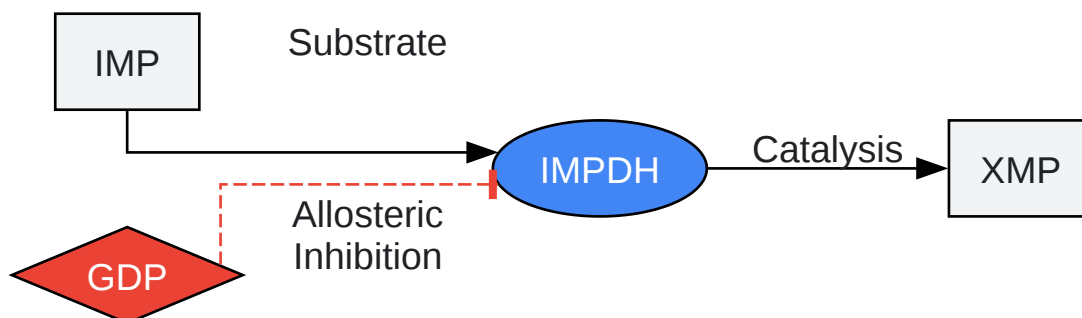 IMP
Substrate
IMPDH
Catalysis
XMP
Allosteric
Inhibition
GDP